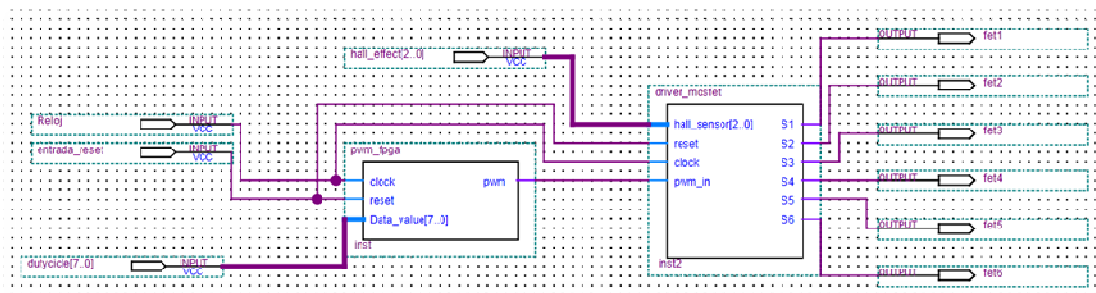 hall_effect[2..0]
INPUT
VCC
Reloj
INPUT
VCC
entrada_reset
INPUT
VCC
dutycicle[7..0]
INPUT
VCC
pwm_fpga
clock
pwm
reset
Data_value[7..0]
inst
driver_mosfet
hall_sensor[2..0]
S1
reset
S2
clock
S3
pwm_in
S4
S5
S6
inst2
OUTPUT
fet1
OUTPUT
fet2
OUTPUT
fet3
OUTPUT
fet4
OUTPUT
fet5
OUTPUT
fet6